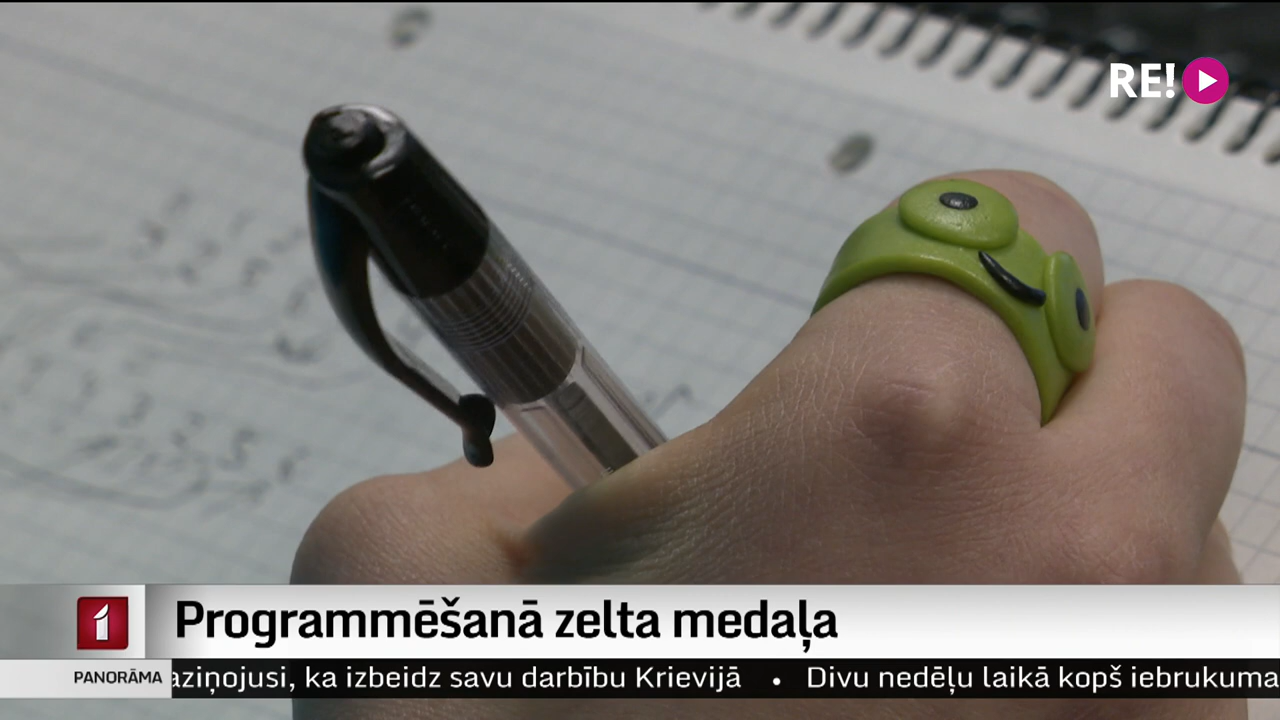 RE!
1
Programmēšanā zelta medaļa
PANORĀMA
aziņojusi, ka izbeidz savu darbību Krievijā • Divu nedēļu laikā kopš iebrukuma